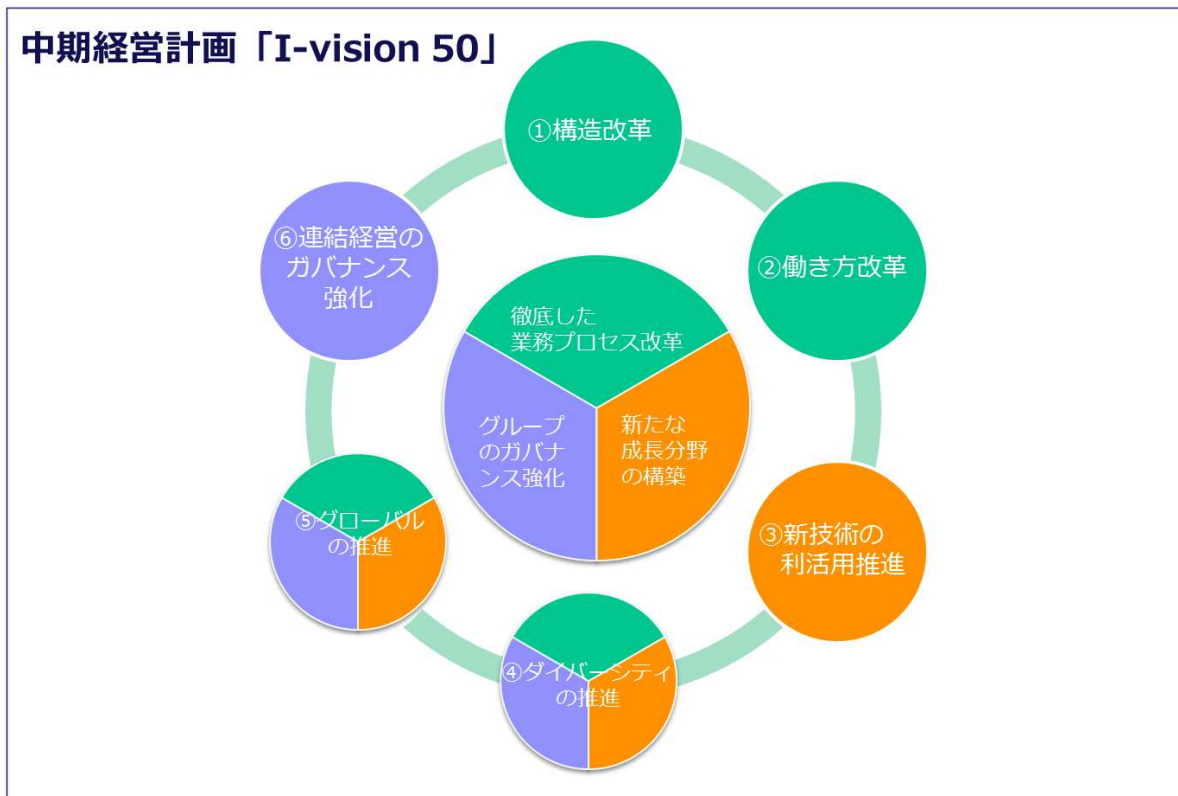 中期経営計画「I-vision 50」
①構造改革
②働き方改革
③新技術の
利活用推進
④ダイバーシティ
の推進
⑤グローバル
の推進
⑥連結経営の
ガバナンス
強化
徹底した
業務プロセス改革
新たな
成長分野
の構築
グループ
のガバナ
ンス強化